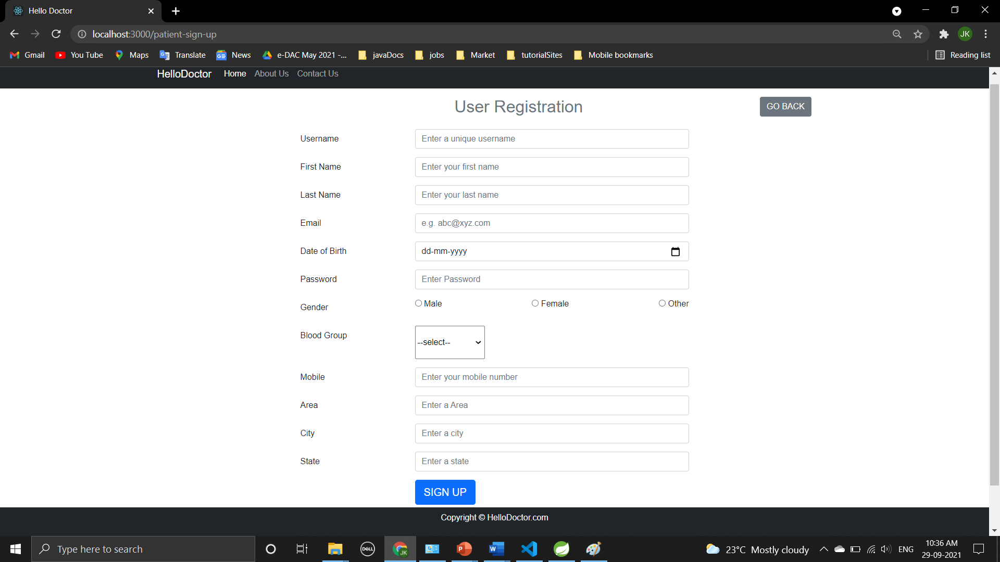 Hello Doctor
localhost:3000/patient-sign-up
JK
Gmail You Tube Maps Translate News e-DAC May 2021 -... javaDocs jobs Market tutorialSites Mobile bookmarks Reading list
HelloDoctor Home About Us Contact Us
User Registration GO BACK
Username Enter a unique username
First Name Enter your first name
Last Name Enter your last name
Email e.g. abc@xyz.com
Date of Birth dd-mm-yyyy
Password Enter Password
Gender Male Female Other
Blood Group --select--
Mobile Enter your mobile number
Area Enter a Area
City Enter a city
State Enter a state
SIGN UP
Copyright © HelloDoctor.com
Type here to search DELL JK P W 23°C Mostly cloudy ENG 10:36 AM
29-09-2021